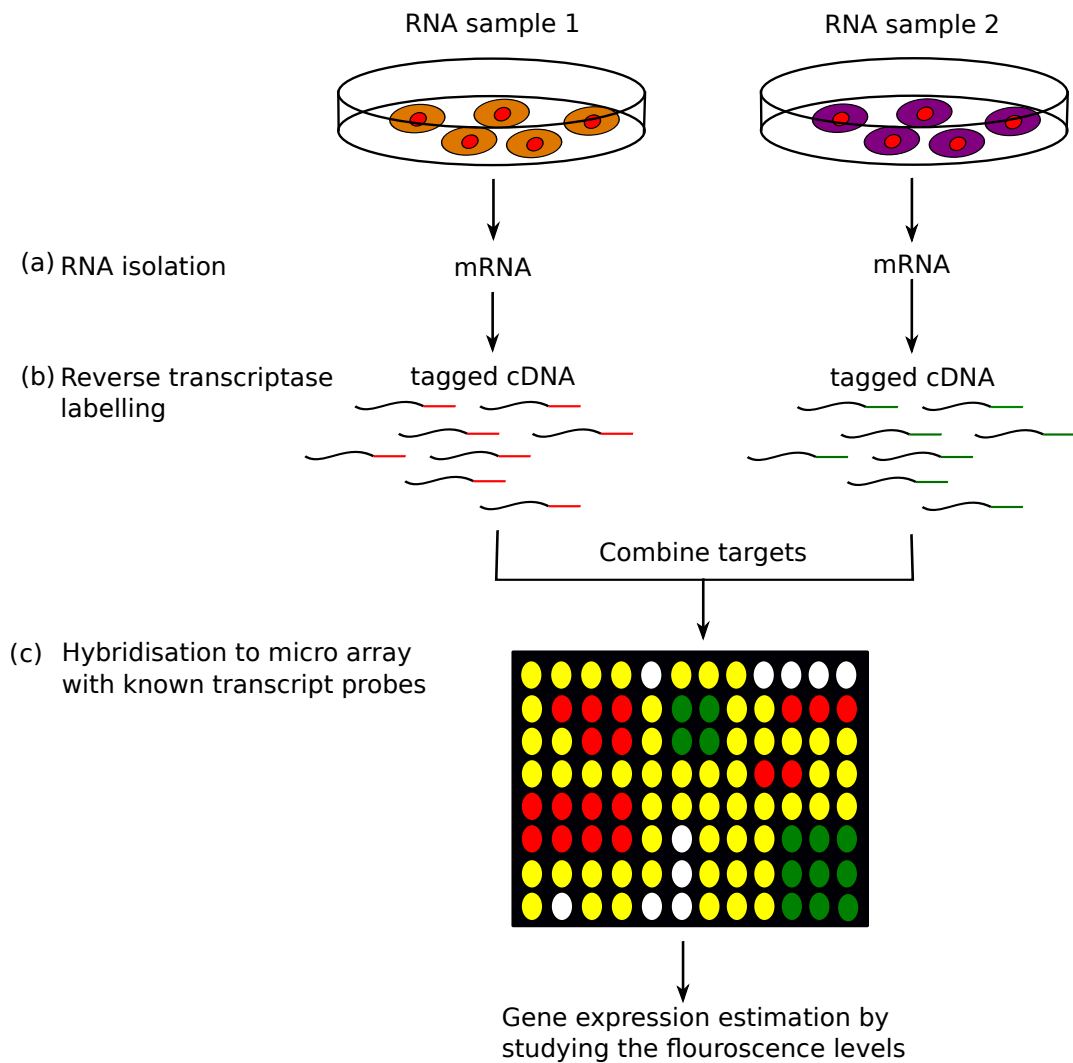 RNA sample 1
RNA sample 2
(a) RNA isolation
mRNA
mRNA
(b) Reverse transcriptase
labelling
tagged cDNA
tagged cDNA
Combine targets
(c) Hybridisation to micro array
with known transcript probes
Gene expression estimation by
studying the flouroscence levels